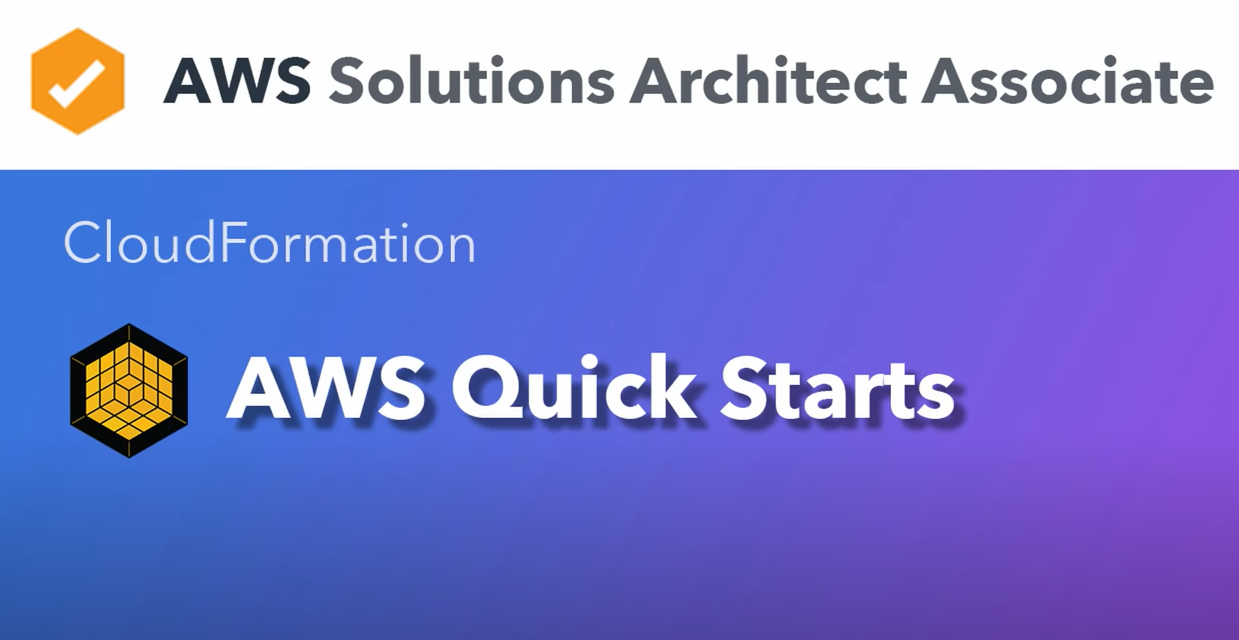 AWS Solutions Architect Associate
CloudFormation
AWS Quick Starts